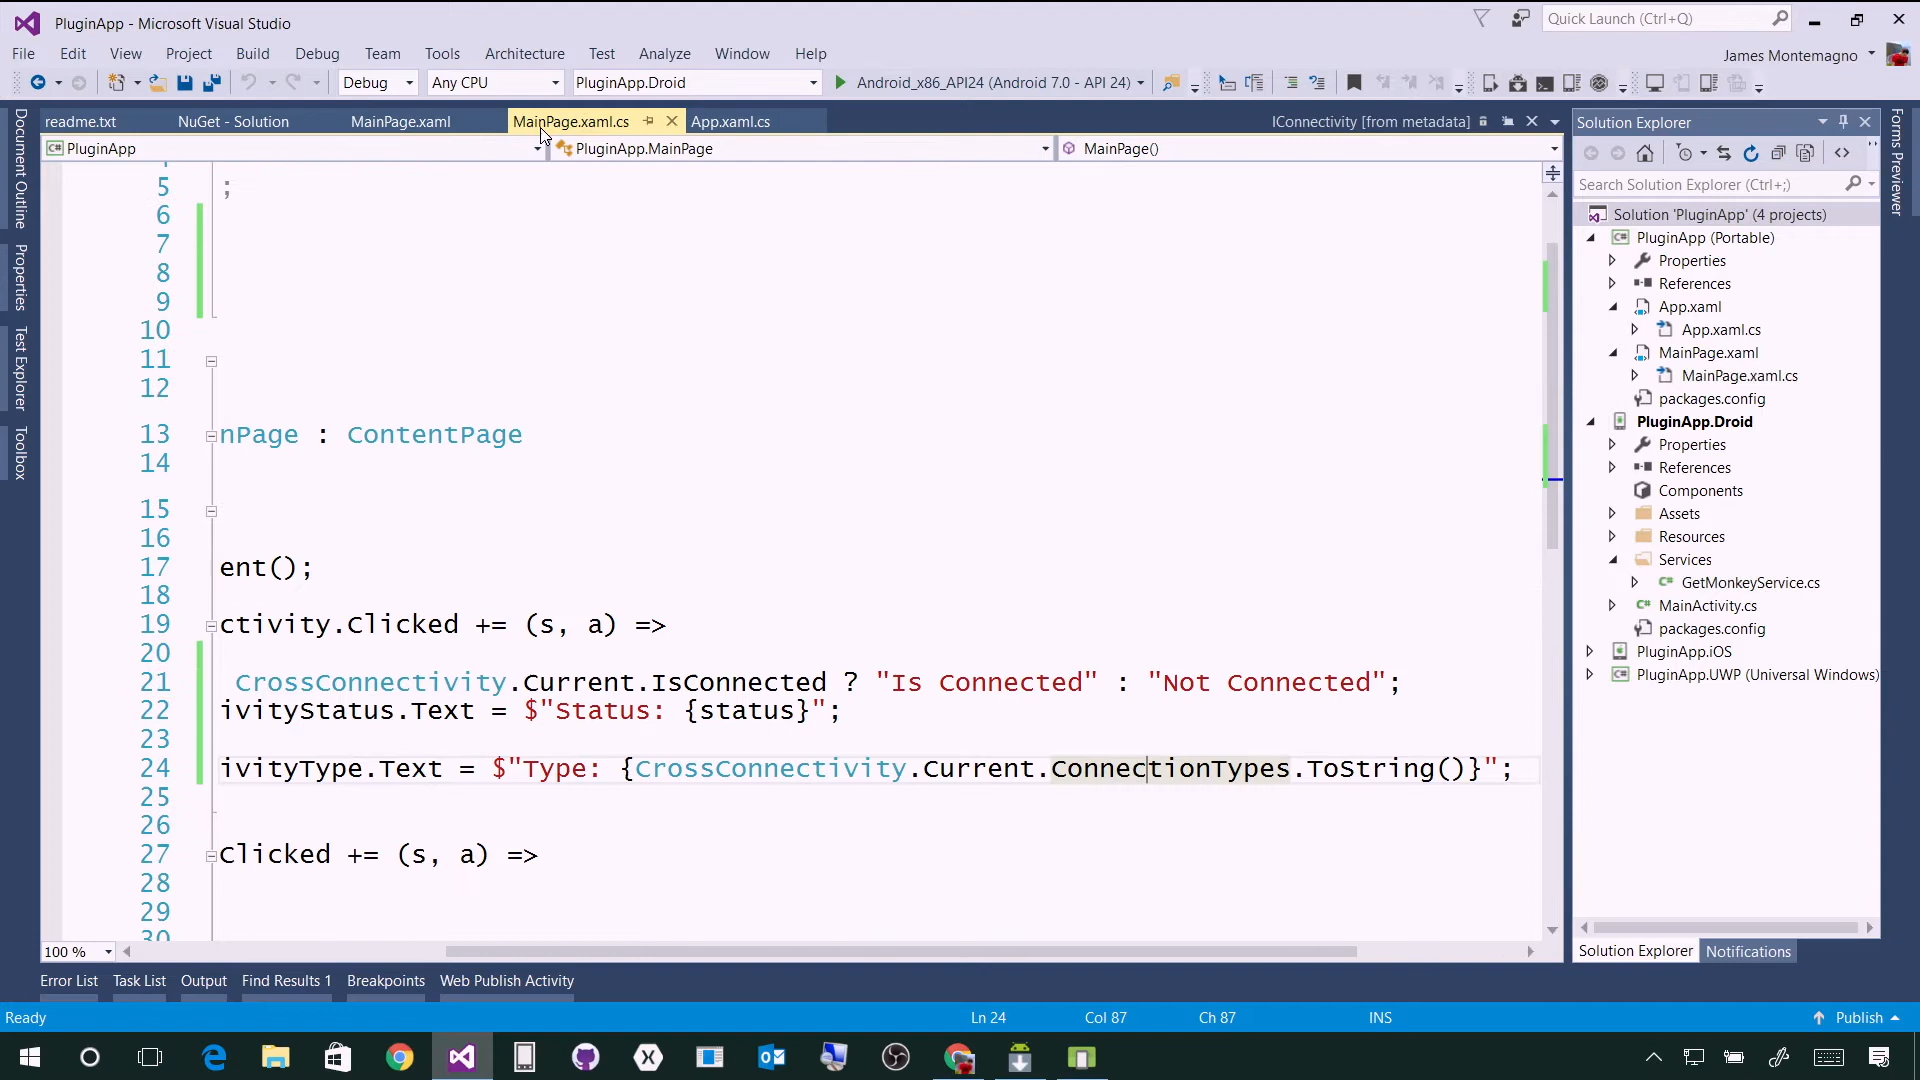 PluginApp - Microsoft Visual Studio
Quick Launch (Ctrl+Q)
File Edit View Project Build Debug Team Tools Architecture Test Analyze Window Help
James Montemagno
Debug Any CPU PluginApp.Droid Android_x86_API24 (Android 7.0 - API 24)
readme.txt NuGet - Solution MainPage.xaml MainPage.xaml.cs App.xaml.cs IConnectivity [from metadata]
PluginApp PluginApp.MainPage MainPage()
Document Outline
Properties
Test Explorer
Toolbox
5 ;
6
7
8
9
10
11
12
13 nPage : ContentPage
14
15
16
17 ent();
18
19 ctivity.Clicked += (s, a) =>
20
21 CrossConnectivity.Current.IsConnected ? "Is Connected" : "Not Connected";
22 ivityStatus.Text = $"Status: {status}";
23
24 ivityType.Text = $"Type: {CrossConnectivity.Current.ConnectionTypes.ToString()}";
25
26
27 Clicked += (s, a) =>
28
29
30
100 %
Solution Explorer
Search Solution Explorer (Ctrl+;)
Solution 'PluginApp' (4 projects)
PluginApp (Portable)
Properties
References
App.xaml
App.xaml.cs
MainPage.xaml
MainPage.xaml.cs
packages.config
PluginApp.Droid
Properties
References
Components
Assets
Resources
Services
GetMonkeyService.cs
MainActivity.cs
packages.config
PluginApp.iOS
PluginApp.UWP (Universal Windows)
Solution Explorer Notifications
Forms Previewer
Error List Task List Output Find Results 1 Breakpoints Web Publish Activity
Ready Ln 24 Col 87 Ch 87 INS Publish